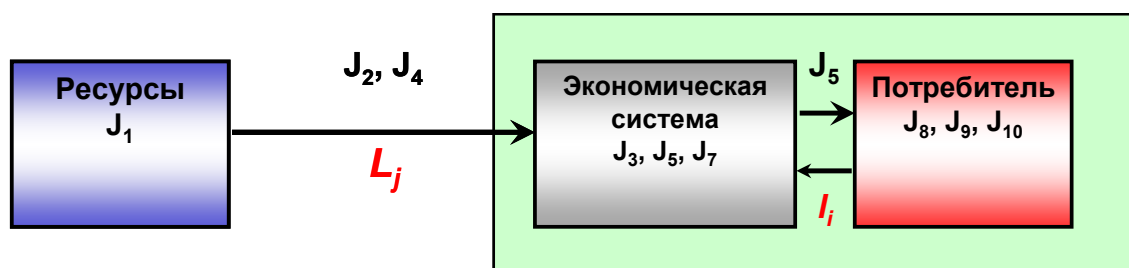 Ресурсы
J₁
J₂, J₄
Lⱼ
Экономическая
система
J₃, J₅, J₇
J₅
Iᵢ
Потребитель
J₈, J₉, J₁₀